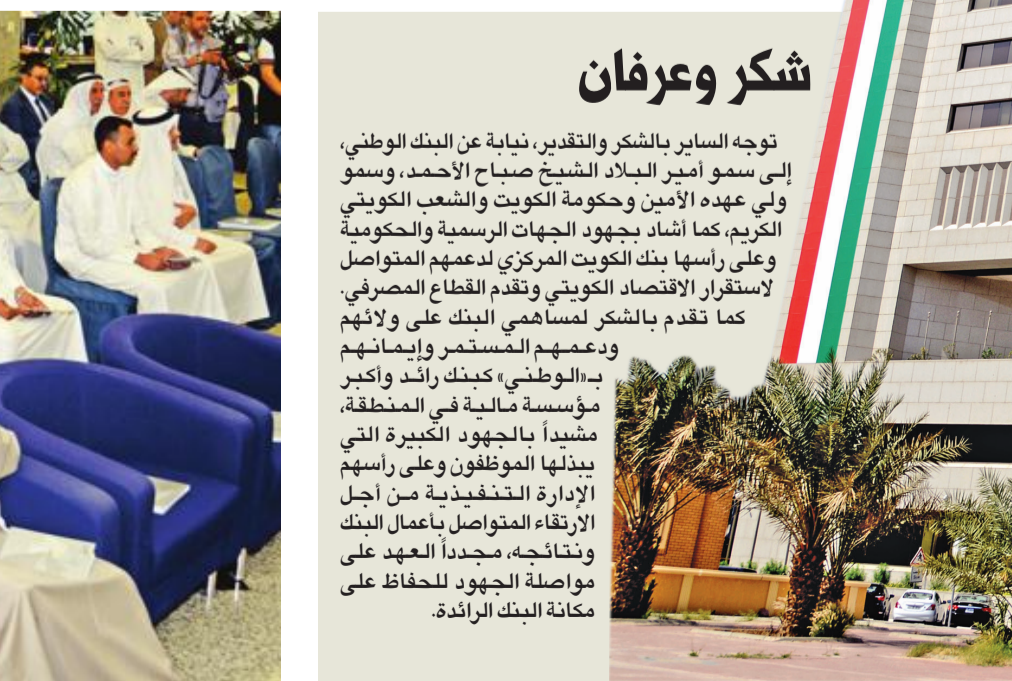 شكر وعرفان
توجه الساير بالشكر والتقدير، نيابة عن البنك الوطني،
إلى سمو أمير البلاد الشيخ صباح الأحمد، وسمو
ولي عهده الأمين وحكومة الكويت والشعب الكويتي
الكريم، كما أشاد بجهود الجهات الرسمية والحكومية
وعلى رأسها بنك الكويت المركزي لدعمهم المتواصل
لاستقرار الاقتصاد الكويتي وتقدم القطاع المصرفي.
كما تقدم بالشكر لمساهمي البنك على ولائهم
ودعمهم المستمر وإيمانهم
بـ«الوطني» كبنك رائد وأكبر
مؤسسة مالية في المنطقة،
مشيداً بالجهود الكبيرة التي
يبذلها الموظفون وعلى رأسهم
الإدارة التنفيذية من أجل
الارتقاء المتواصل بأعمال البنك
ونتائجه، مجدداً العهد على
مواصلة الجهود للحفاظ على
مكانة البنك الرائدة.